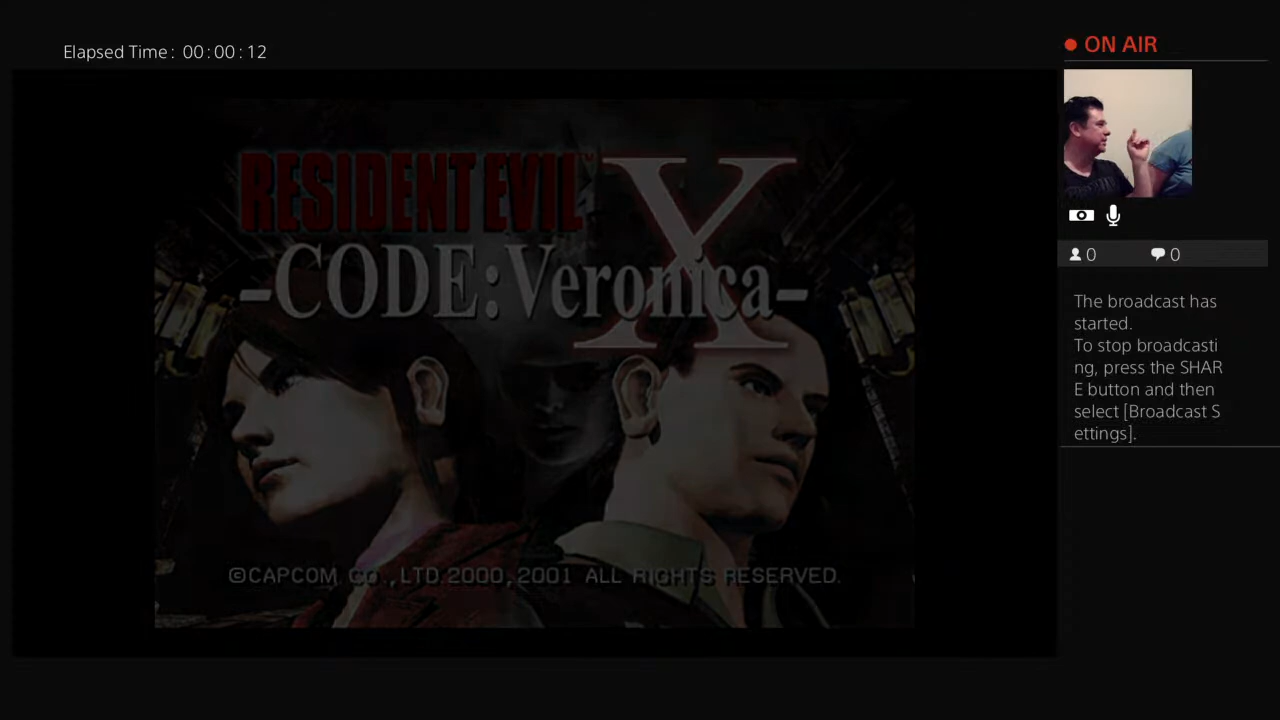 Elapsed Time: 00:00:12
ON AIR
RESIDENT EVIL™ X
-CODE:Veronica-
©CAPCOM CO.,LTD.2000,2001 ALL RIGHTS RESERVED.
0 0
The broadcast has
started.
To stop broadcasti
ng, press the SHAR
E button and then
select [Broadcast S
ettings].